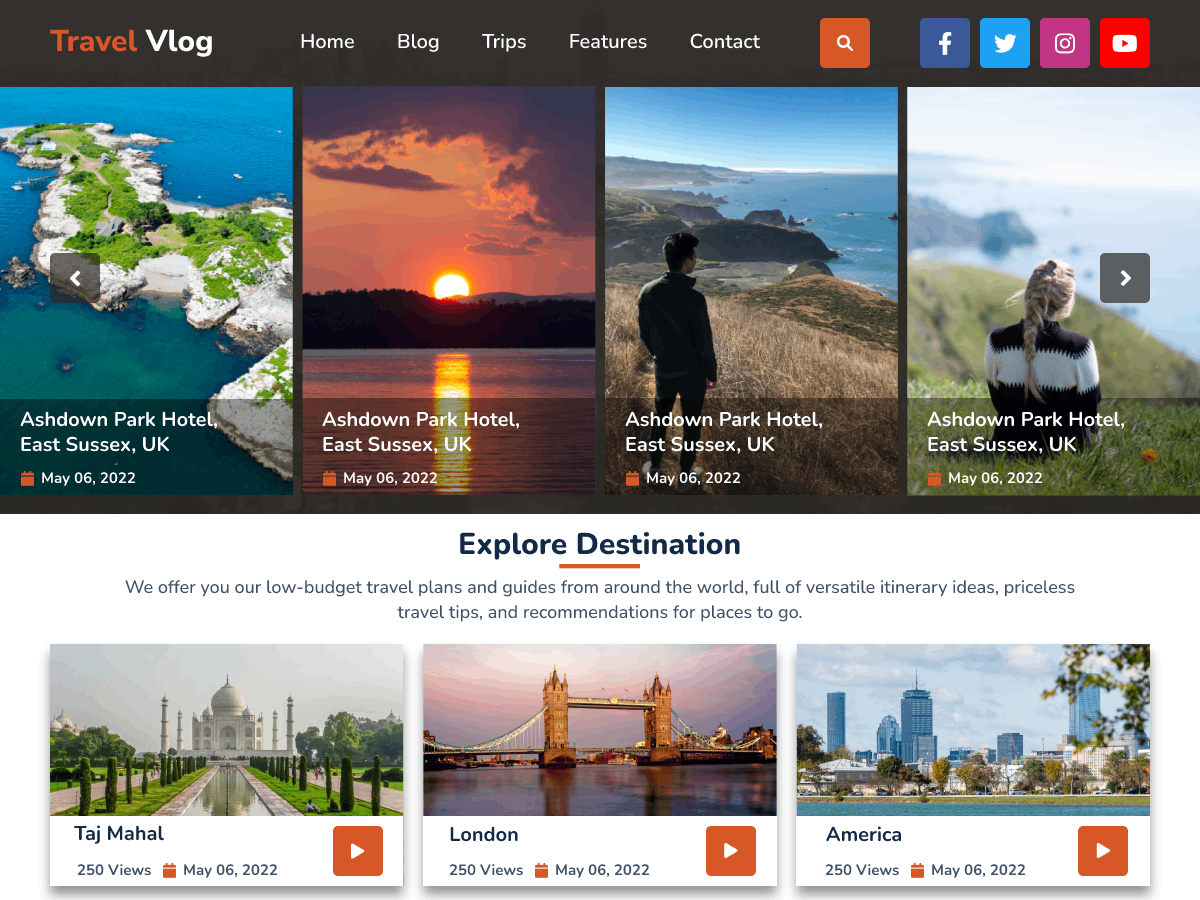 Travel Vlog Home Blog Trips Features Contact
Ashdown Park Hotel,
East Sussex, UK
May 06, 2022
Ashdown Park Hotel,
East Sussex, UK
May 06, 2022
Ashdown Park Hotel,
East Sussex, UK
May 06, 2022
Ashdown Park Hotel,
East Sussex, UK
May 06, 2022
Explore Destination
We offer you our low-budget travel plans and guides from around the world, full of versatile itinerary ideas, priceless
travel tips, and recommendations for places to go.
Taj Mahal
250 Views May 06, 2022
London
250 Views May 06, 2022
America
250 Views May 06, 2022